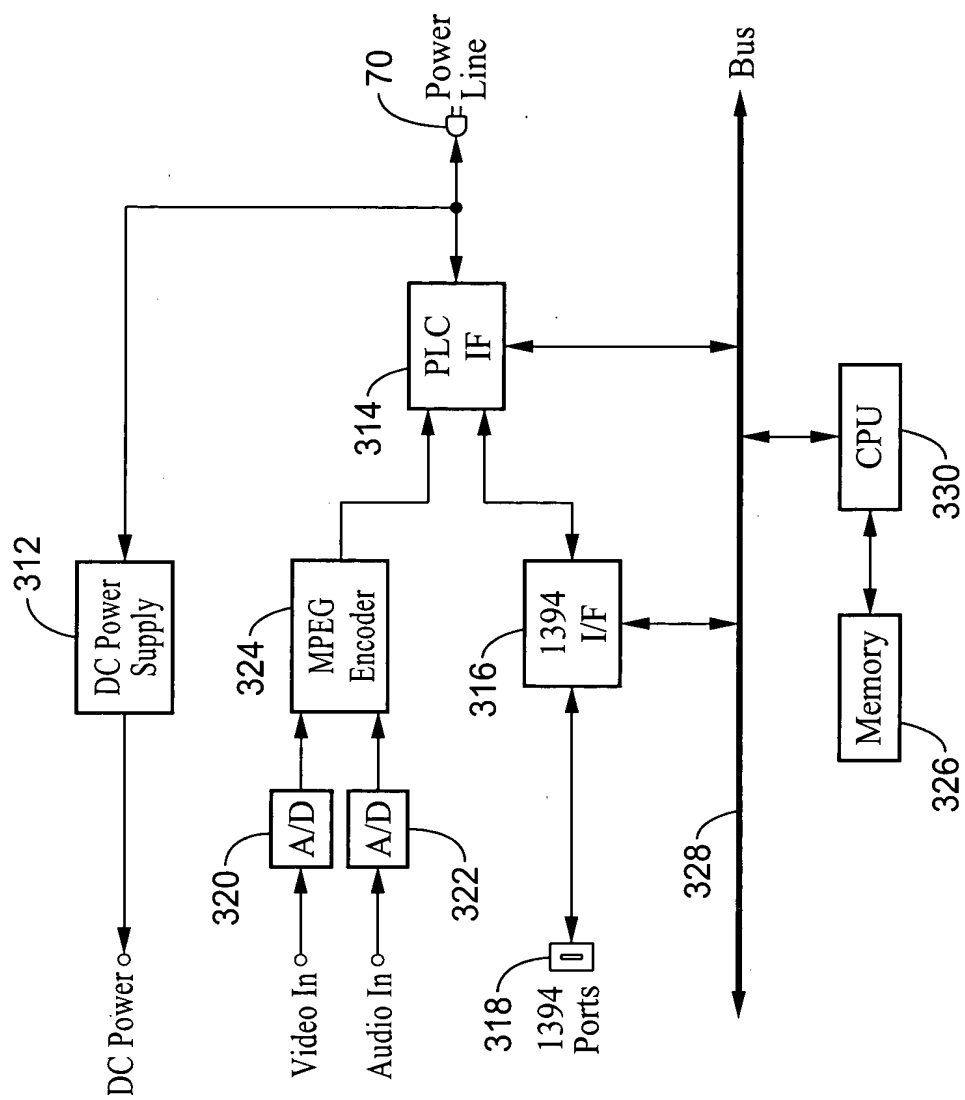 DC Power
312
DC Power
Supply
70
Power
Line
Video In
320
A/D
324
MPEG
Encoder
314
PLC
IF
Audio In
A/D
322
318
1394
Ports
316
1394
I/F
328
Bus
326
Memory
330
CPU